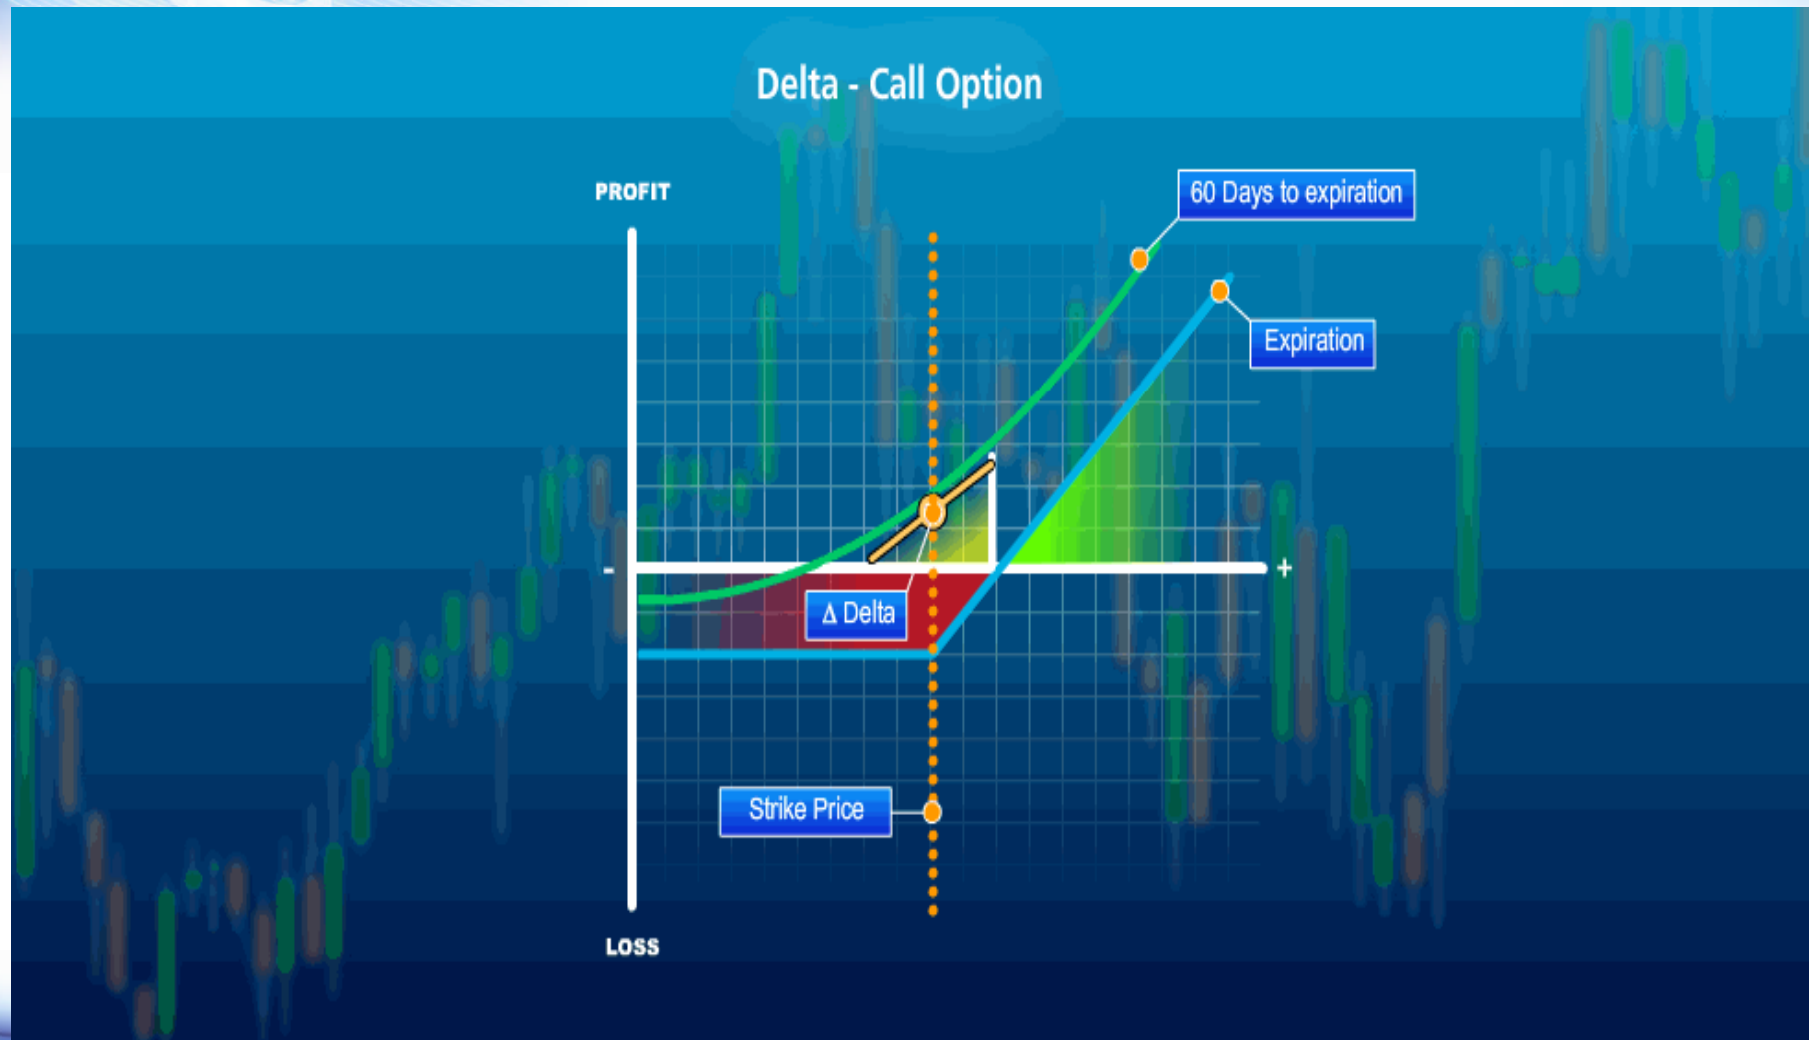 Delta - Call Option
PROFIT
60 Days to expiration
Expiration
-
+
Δ Delta
Strike Price
LOSS